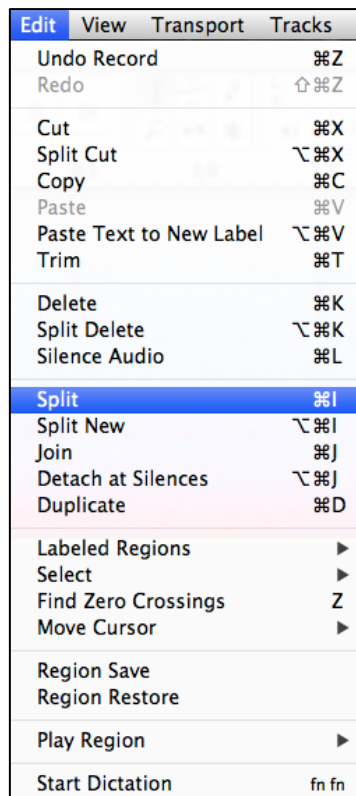 Edit View Transport Tracks
Undo Record ⌘Z
Redo ⇧⌘Z
Cut ⌘X
Split Cut ⌥⌘X
Copy ⌘C
Paste ⌘V
Paste Text to New Label ⌥⌘V
Trim ⌘T
Delete ⌘K
Split Delete ⌥⌘K
Silence Audio ⌘L
Split ⌘I
Split New ⌥⌘I
Join ⌘J
Detach at Silences ⌥⌘J
Duplicate ⌘D
Labeled Regions ▶
Select ▶
Find Zero Crossings Z
Move Cursor ▶
Region Save
Region Restore
Play Region ▶
Start Dictation fn fn